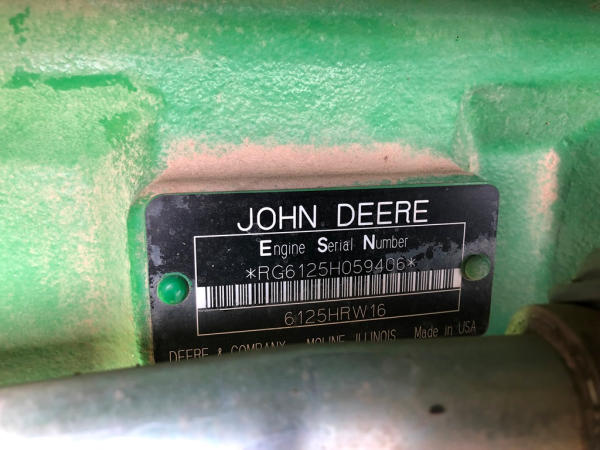 JOHN DEERE
Engine Serial Number
*RG6125H059406*
6125HRW16
DEERE & COMPANY MOLINE, ILLINOIS Made in USA